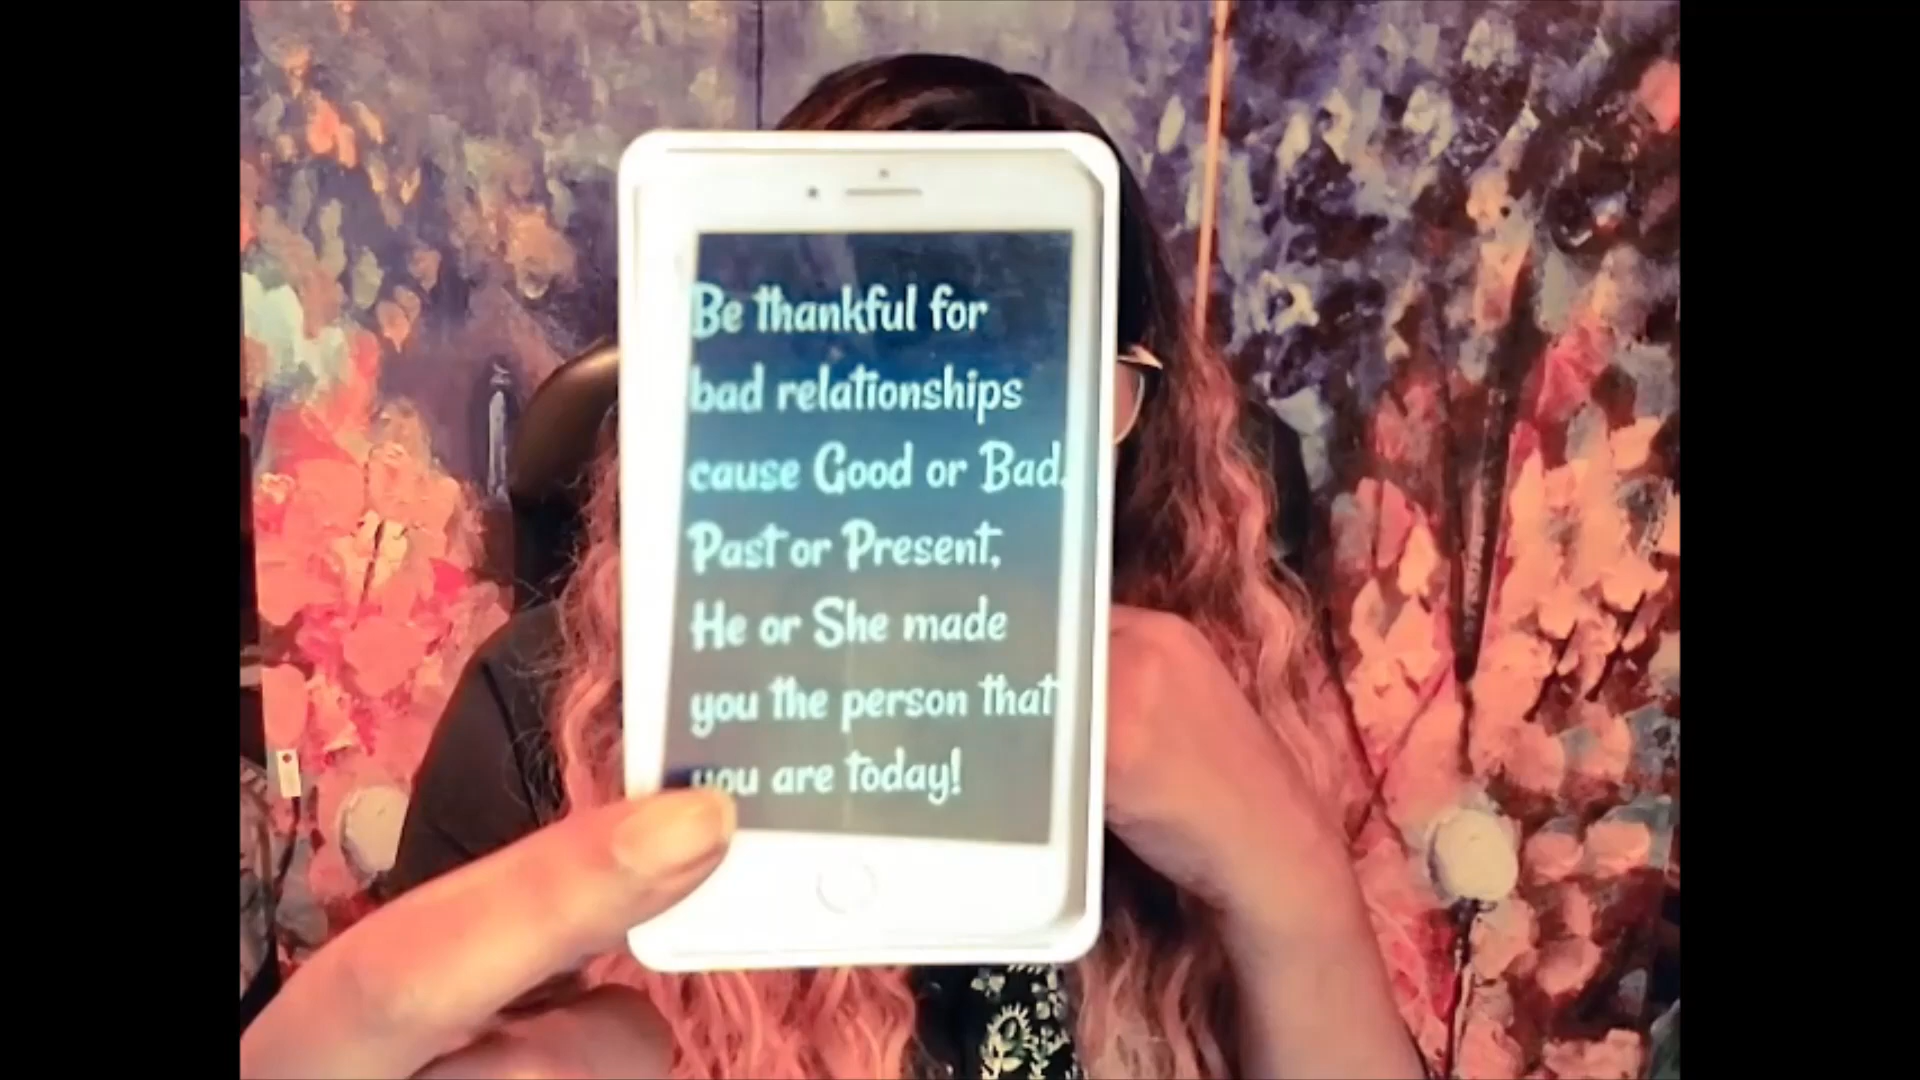 Be thankful for
bad relationships
cause Good or Bad,
Past or Present,
He or She made
you the person that
you are today!